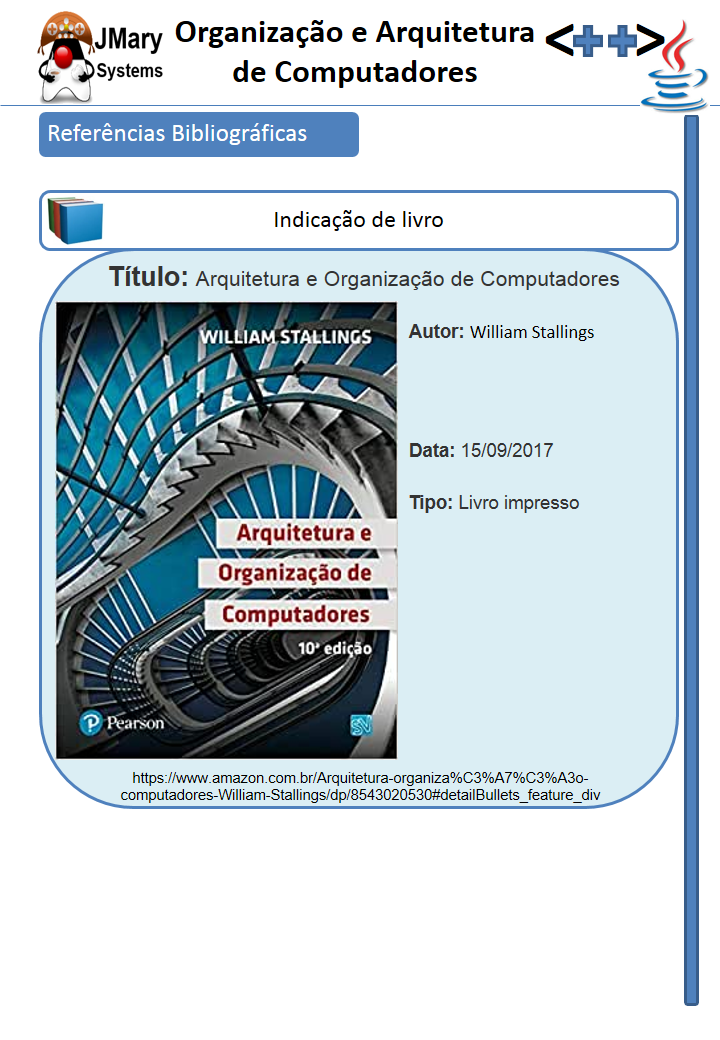 JMary
Systems
Organização e Arquitetura
de Computadores
<++>
Referências Bibliográficas
Indicação de livro
Título: Arquitetura e Organização de Computadores
WILLIAM STALLINGS
Arquitetura e
Organização de
Computadores
10ª edição
Pearson
SV
Autor: William Stallings
Data: 15/09/2017
Tipo: Livro impresso
https://www.amazon.com.br/Arquitetura-organiza%C3%A7%C3%A3o-
computadores-William-Stallings/dp/8543020530#detailBullets_feature_div